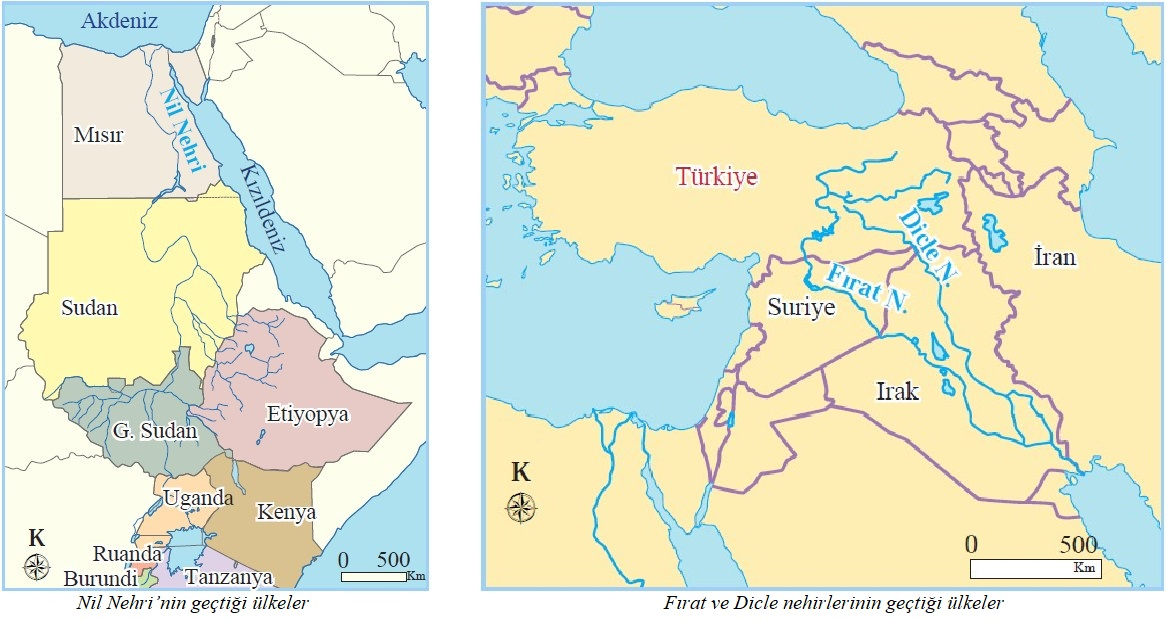 Akdeniz
Nil Nehri
Mısır
Kızıldeniz
Sudan
Etiyopya
G. Sudan
Uganda
Kenya
K
Ruanda
Burundi
Tanzanya
0 500
Km
Nil Nehri’nin geçtiği ülkeler
Türkiye
Dicle N.
İran
Fırat N.
Suriye
Irak
K
0 500
Km
Fırat ve Dicle nehirlerinin geçtiği ülkeler